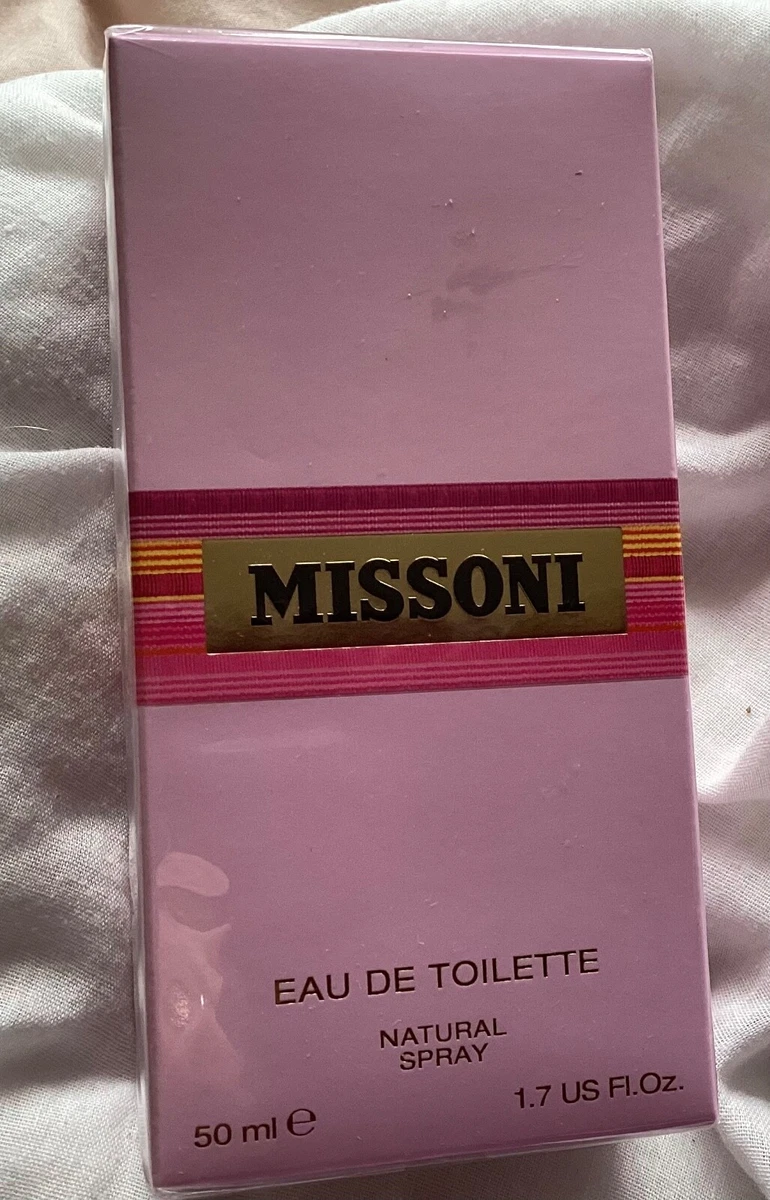 MISSONI
EAU DE TOILETTE
NATURAL
SPRAY
50 ml ℮
1.7 US Fl.Oz.